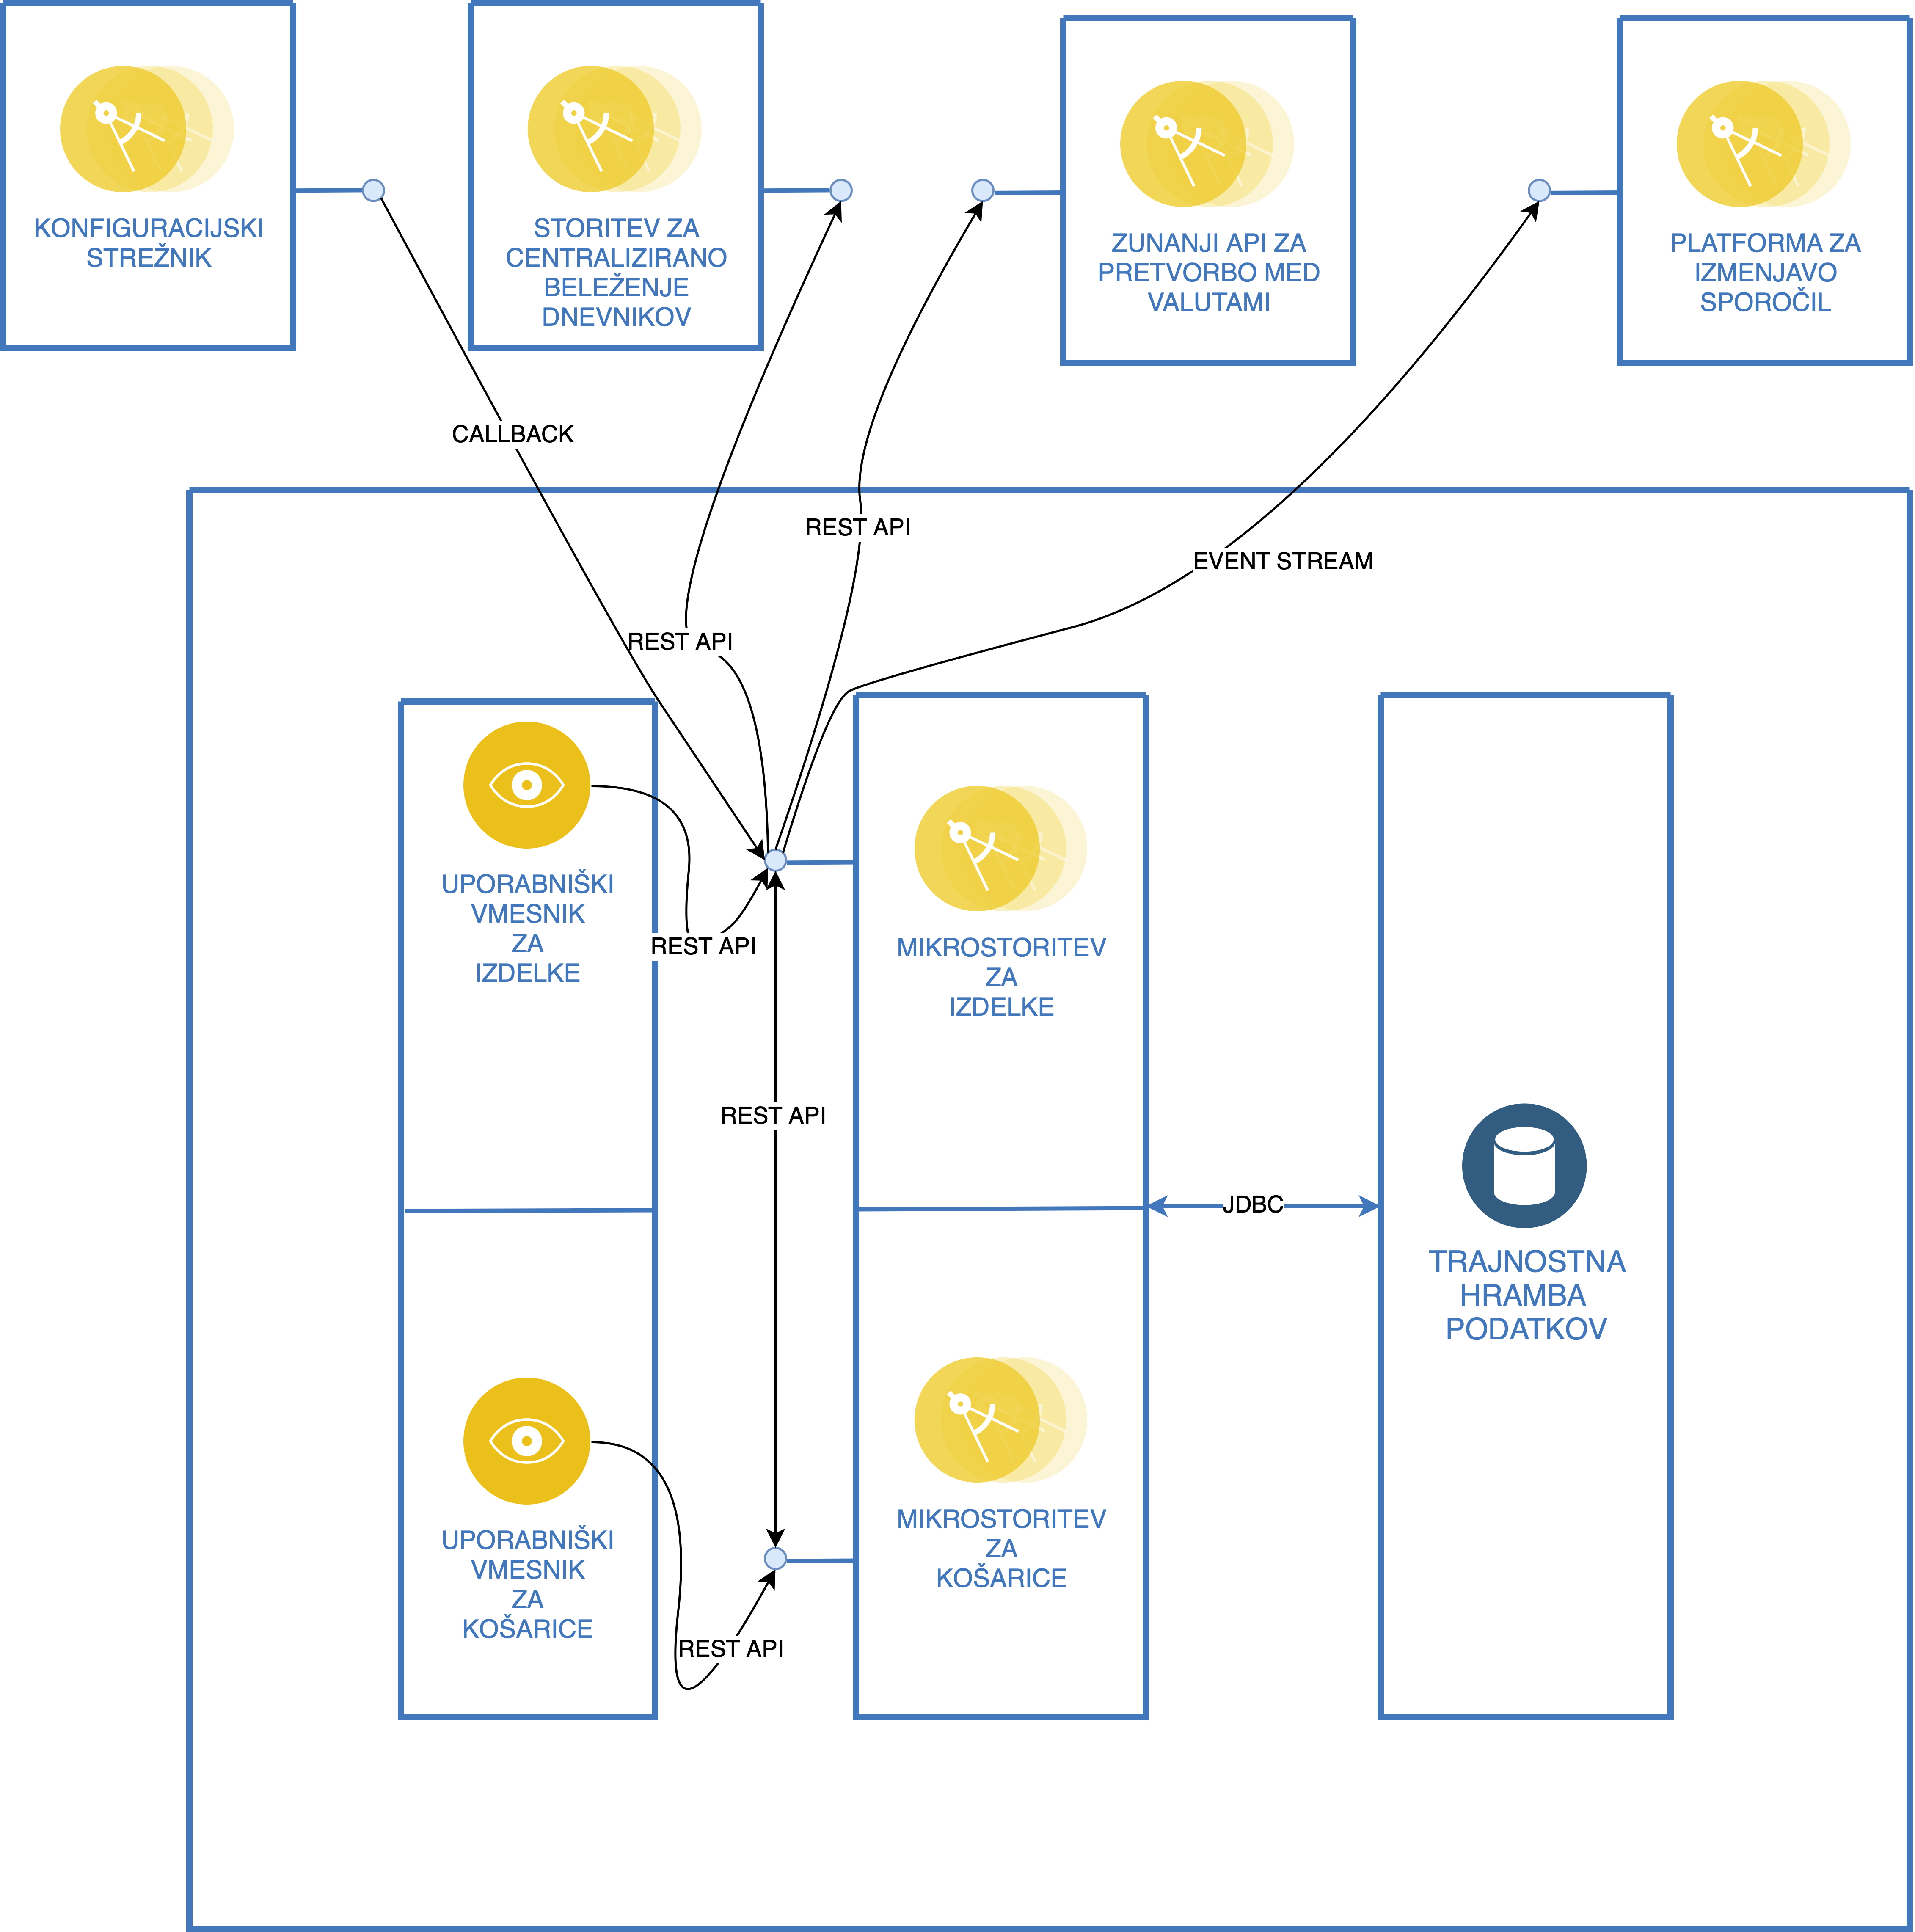 KONFIGURACIJSKI
STREŽNIK
STORITEV ZA
CENTRALIZIRANO
BELEŽENJE
DNEVNIKOV
ZUNANJI API ZA
PRETVORBO MED
VALUTAMI
PLATFORMA ZA
IZMENJAVO
SPOROČIL
CALLBACK
REST API
EVENT STREAM
REST API
UPORABNIŠKI
VMESNIK
ZA
IZDELKE
REST API
MIKROSTORITEV
ZA
IZDELKE
REST API
JDBC
TRAJNOSTNA
HRAMBA
PODATKOV
UPORABNIŠKI
VMESNIK
ZA
KOŠARICE
MIKROSTORITEV
ZA
KOŠARICE
REST API